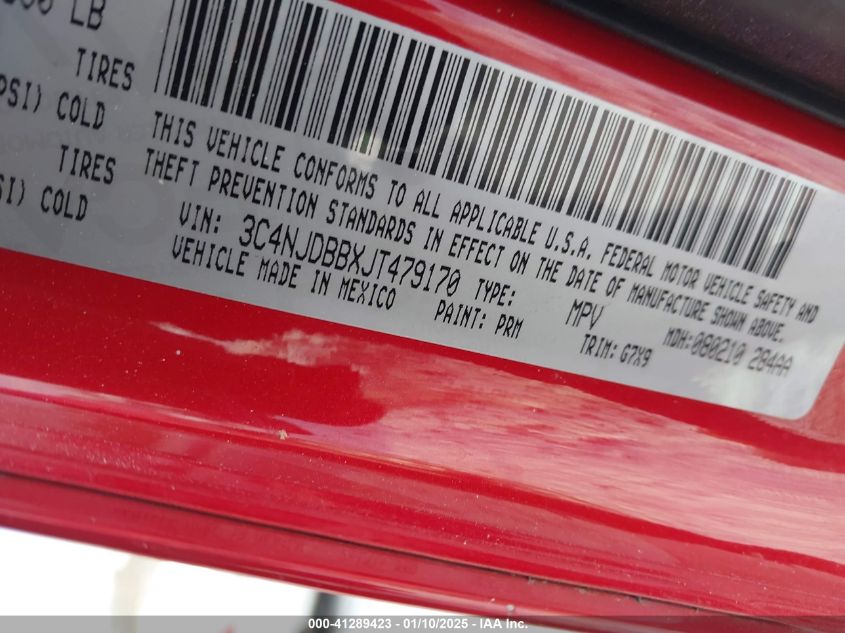 LB
TIRES
PSI) COLD
TIRES
SI) COLD
THIS VEHICLE CONFORMS TO ALL APPLICABLE U.S.A. FEDERAL MOTOR VEHICLE SAFETY AND
THEFT PREVENTION STANDARDS IN EFFECT ON THE DATE OF MANUFACTURE SHOWN ABOVE.
VIN: 3C4NJDBBXJT479170 TYPE: MPV MDH:080210 284AA
VEHICLE MADE IN MEXICO PAINT: PRM TRIM: G7X9
000-41289423 - 01/10/2025 - IAA Inc.